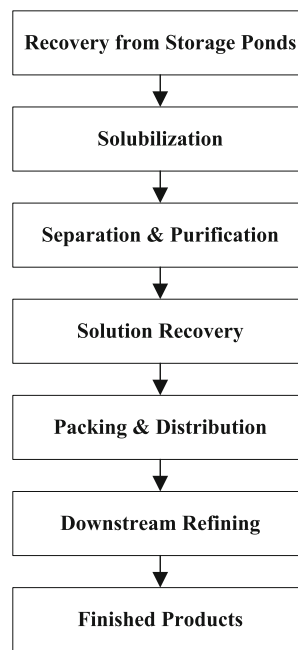 Recovery from Storage Ponds
Solubilization
Separation & Purification
Solution Recovery
Packing & Distribution
Downstream Refining
Finished Products